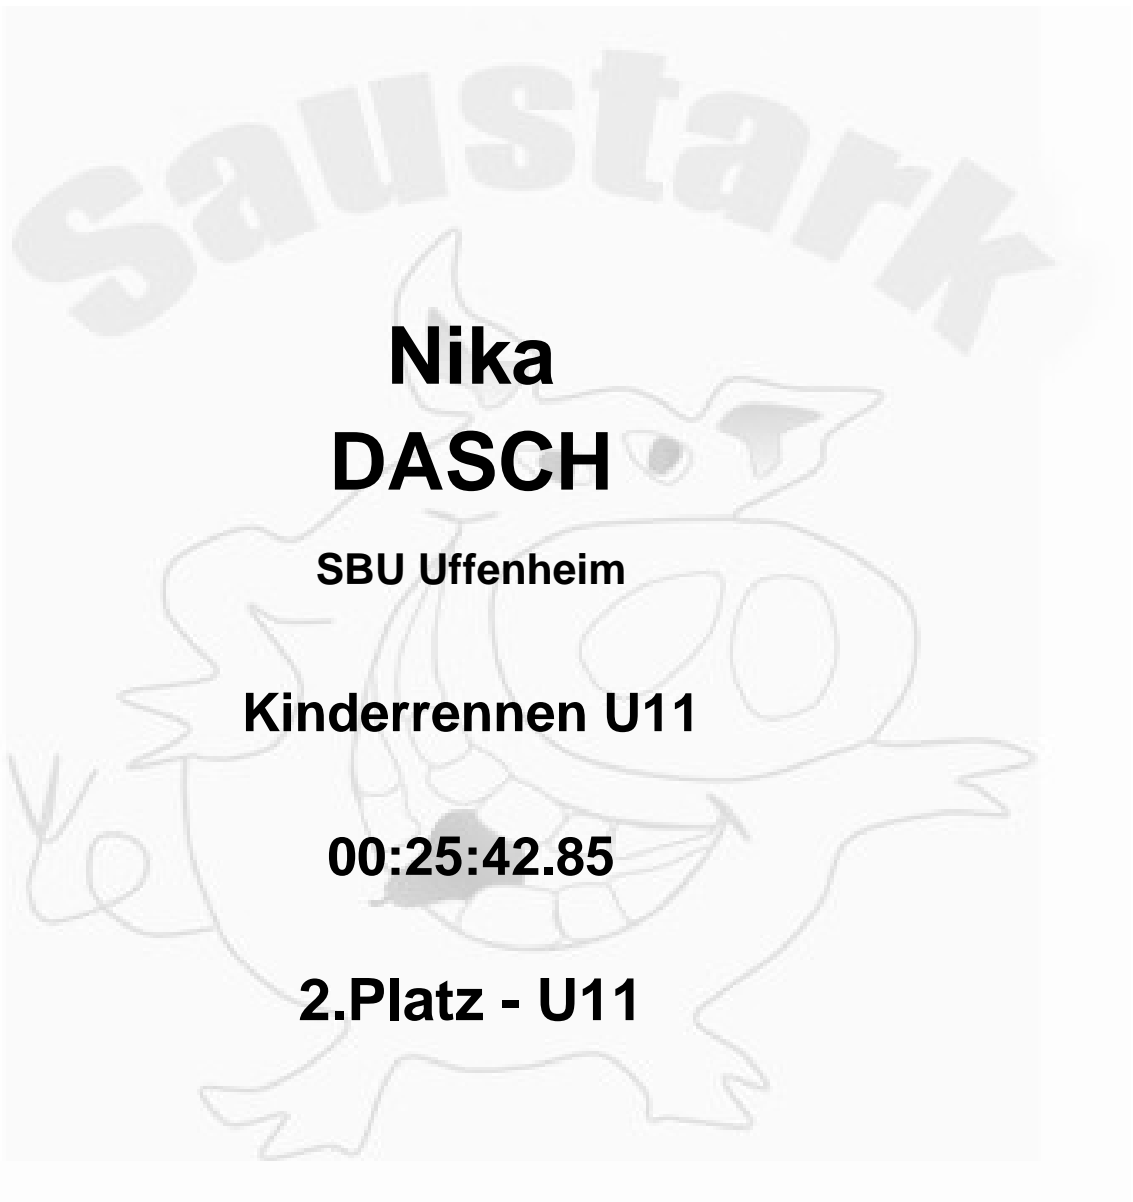 Saustark
Nika
DASCH
SBU Uffenheim
Kinderrennen U11
00:25:42.85
2.Platz - U11